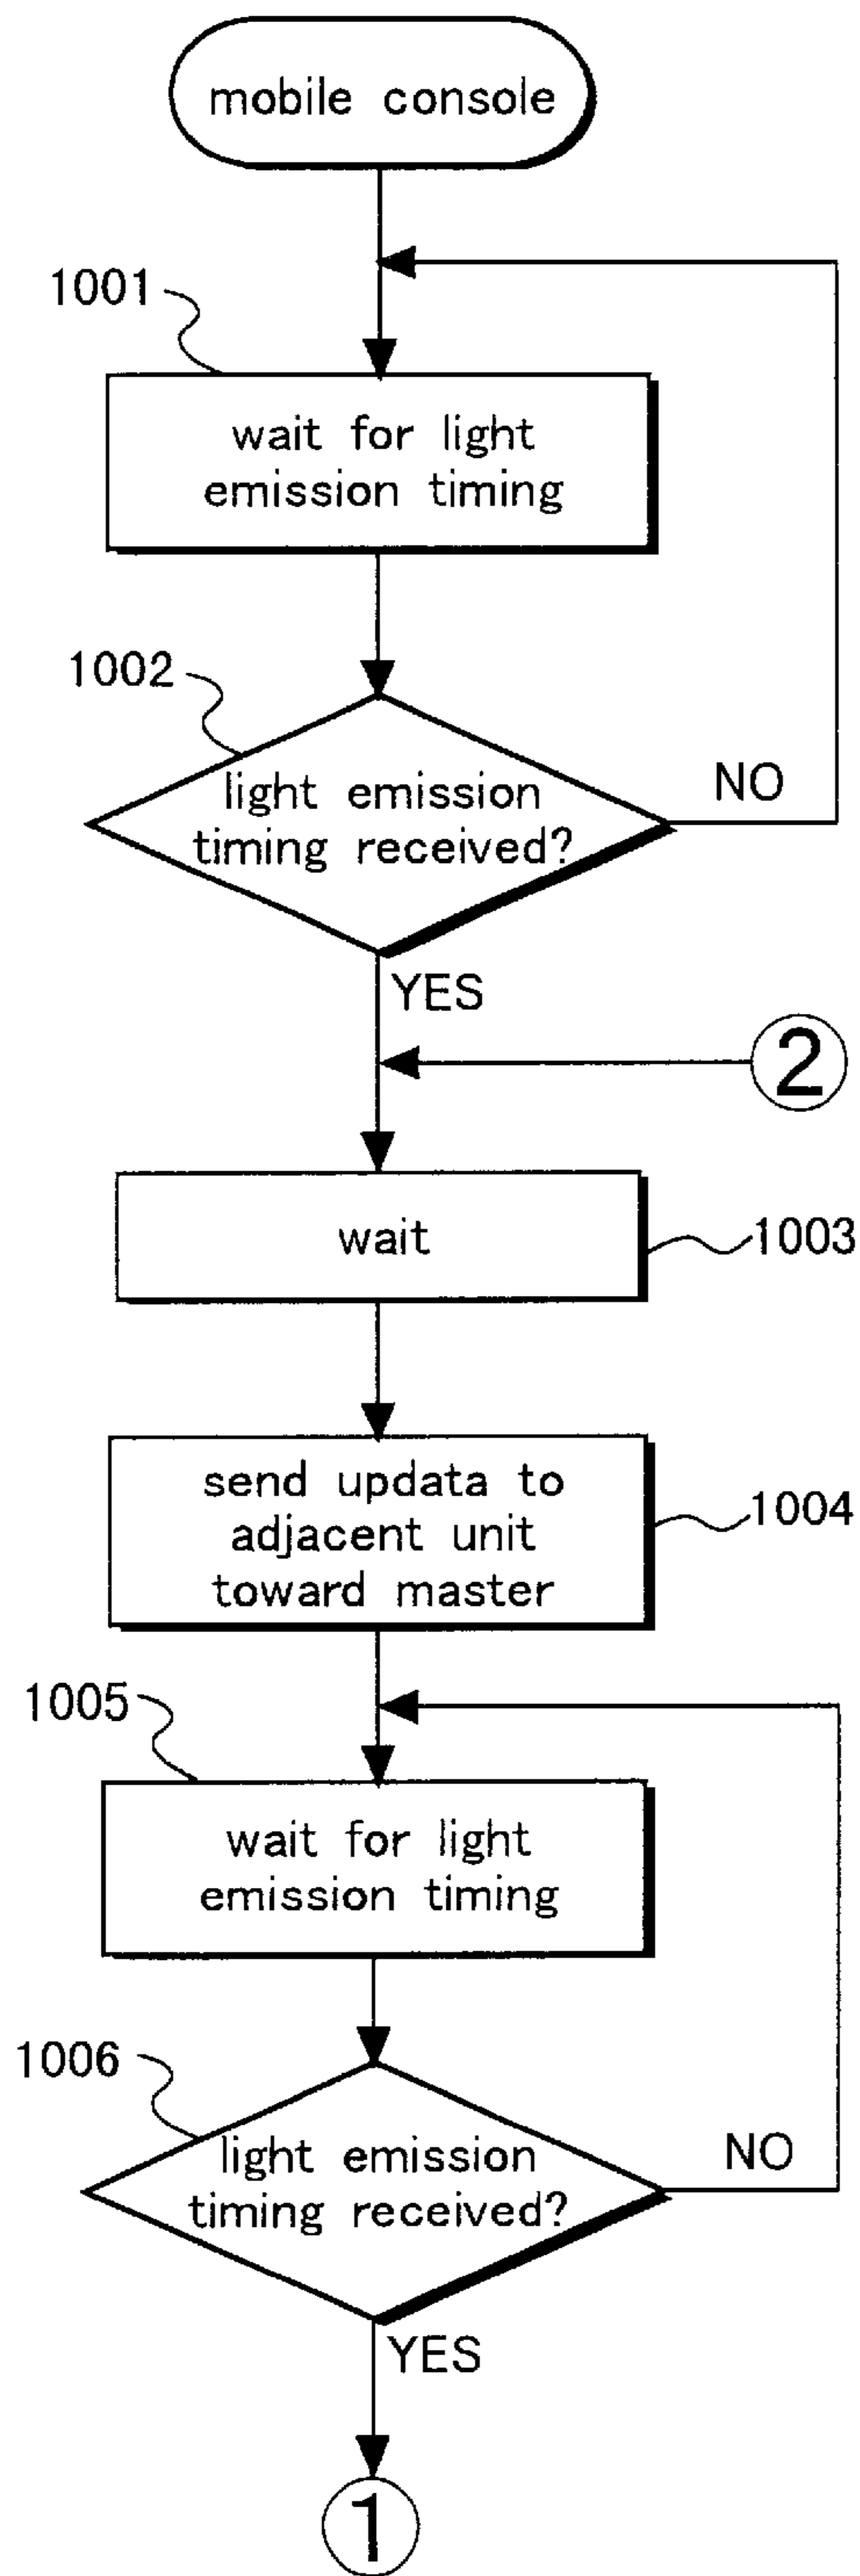 mobile console
1001
wait for light
emission timing
1002
light emission
timing received?
NO
YES
2
wait
1003
send updata to
adjacent unit
toward master
1004
1005
wait for light
emission timing
1006
light emission
timing received?
NO
YES
1